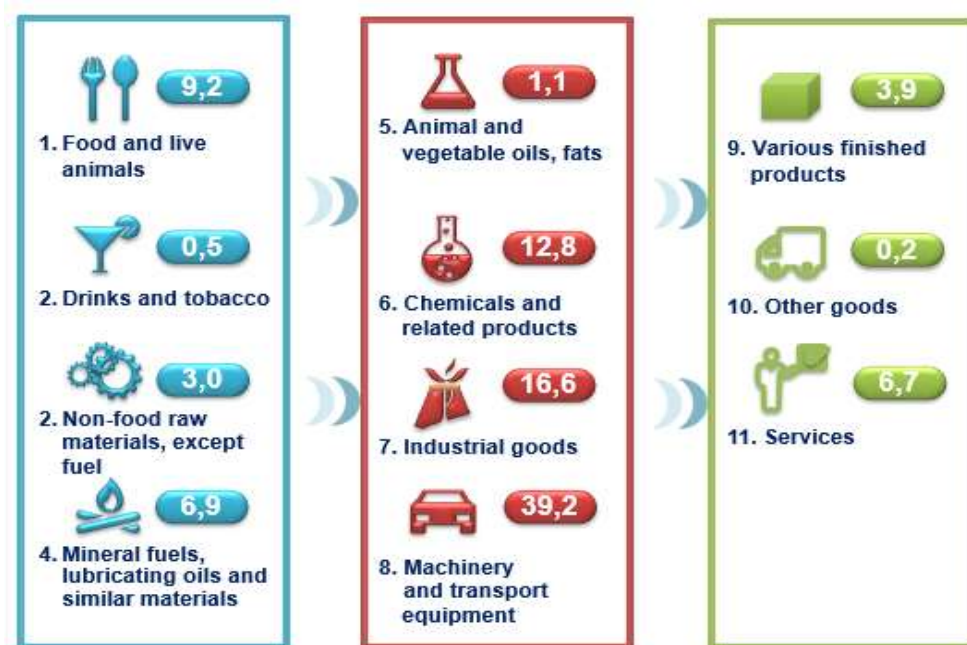 9,2
1. Food and live
animals
0,5
2. Drinks and tobacco
3,0
2. Non-food raw
materials, except
fuel
6,9
4. Mineral fuels,
lubricating oils and
similar materials
1,1
5. Animal and
vegetable oils, fats
12,8
6. Chemicals and
related products
16,6
7. Industrial goods
39,2
8. Machinery
and transport
equipment
3,9
9. Various finished
products
0,2
10. Other goods
6,7
11. Services